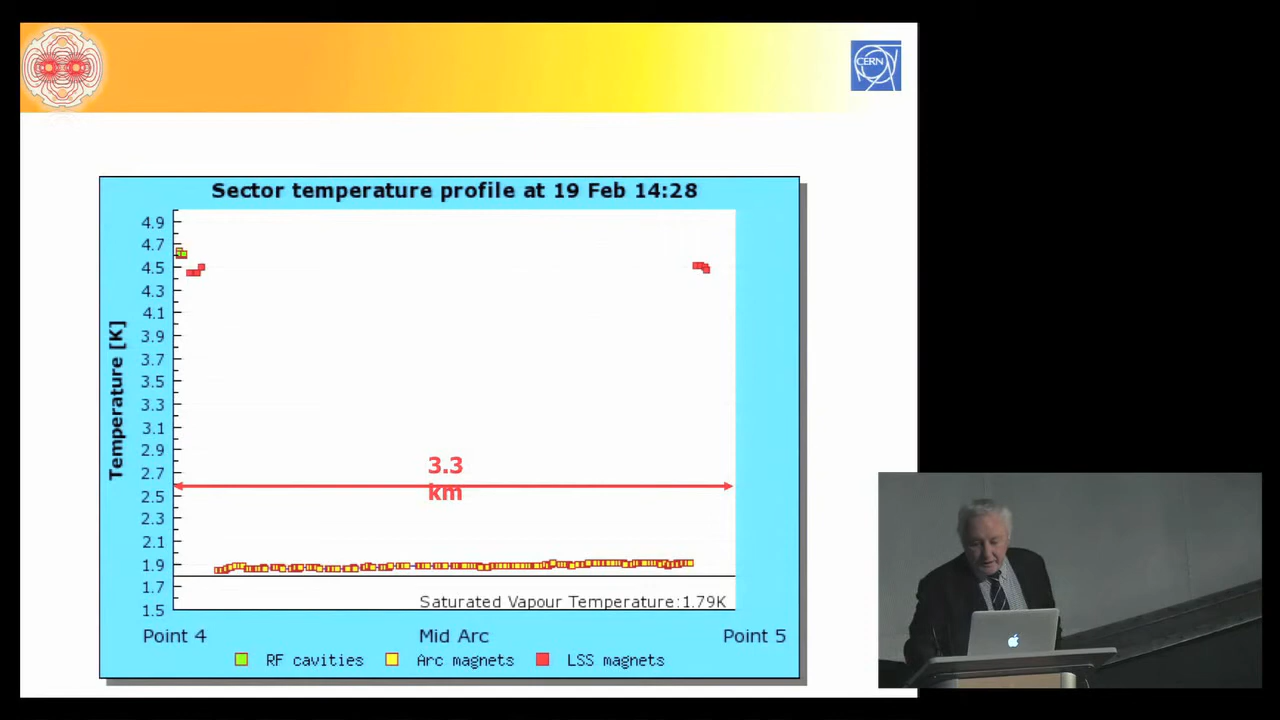 CERN
Sector temperature profile at 19 Feb 14:28
Temperature [K]
4.9
4.7
4.5
4.3
4.1
3.9
3.7
3.5
3.3
3.1
2.9
2.7
2.5
2.3
2.1
1.9
1.7
1.5
3.3
km
Saturated Vapour Temperature:1.79K
Point 4
Mid Arc
Point 5
RF cavities
Arc magnets
LSS magnets